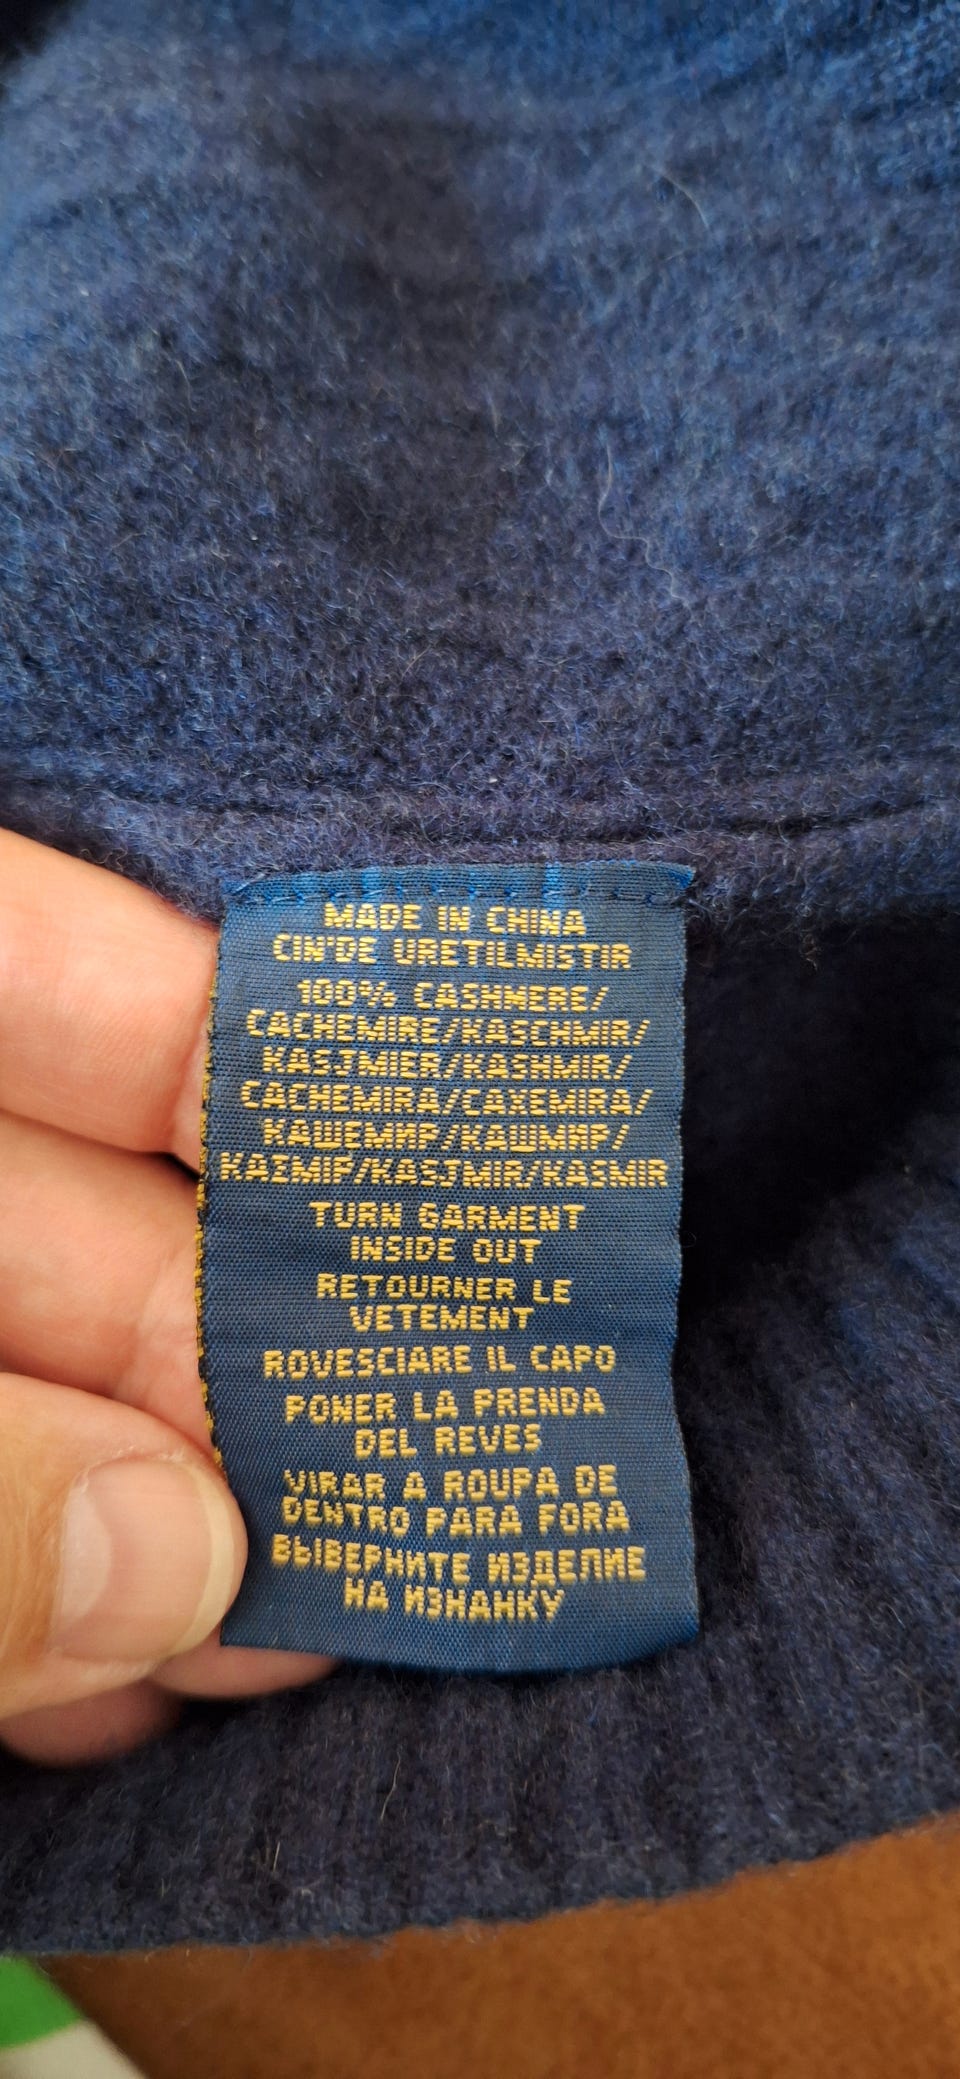 MADE IN CHINA
CIN'DE URETILMISTIR
100% CASHMERE/
CACHEMIRE/KASCHMIR/
KASJMIER/KASHMIR/
CACHEMIRA/CAXEMIRA/
КАШЕМИР/КАШМИР/
KAZMIR/KASJMIR/KASMIR
TURN GARMENT
INSIDE OUT
RETOURNER LE
VETEMENT
ROVESCIARE IL CAPO
PONER LA PRENDA
DEL REVES
VIRAR A ROUPA DE
DENTRO PARA FORA
ВЫВЕРНИТЕ ИЗДЕЛИЕ
НА ИЗНАНКУ